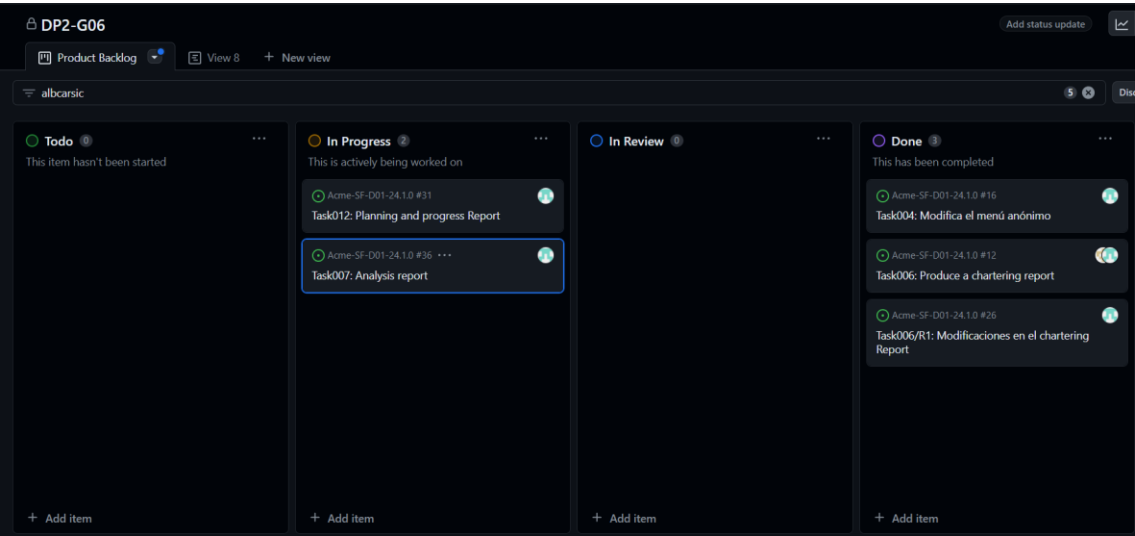 DP2-G06
Add status update
Product Backlog
View 8
+ New view
albcarsic
5
Todo 0
This item hasn't been started
+ Add item
In Progress 2
This is actively being worked on
Acme-SF-D01-24.1.0 #31
Task012: Planning and progress Report
Acme-SF-D01-24.1.0 #36
Task007: Analysis report
+ Add item
In Review 0
+ Add item
Done 3
This has been completed
Acme-SF-D01-24.1.0 #16
Task004: Modifica el menú anónimo
Acme-SF-D01-24.1.0 #12
Task006: Produce a chartering report
Acme-SF-D01-24.1.0 #26
Task006/R1: Modificaciones en el chartering
Report
+ Add item